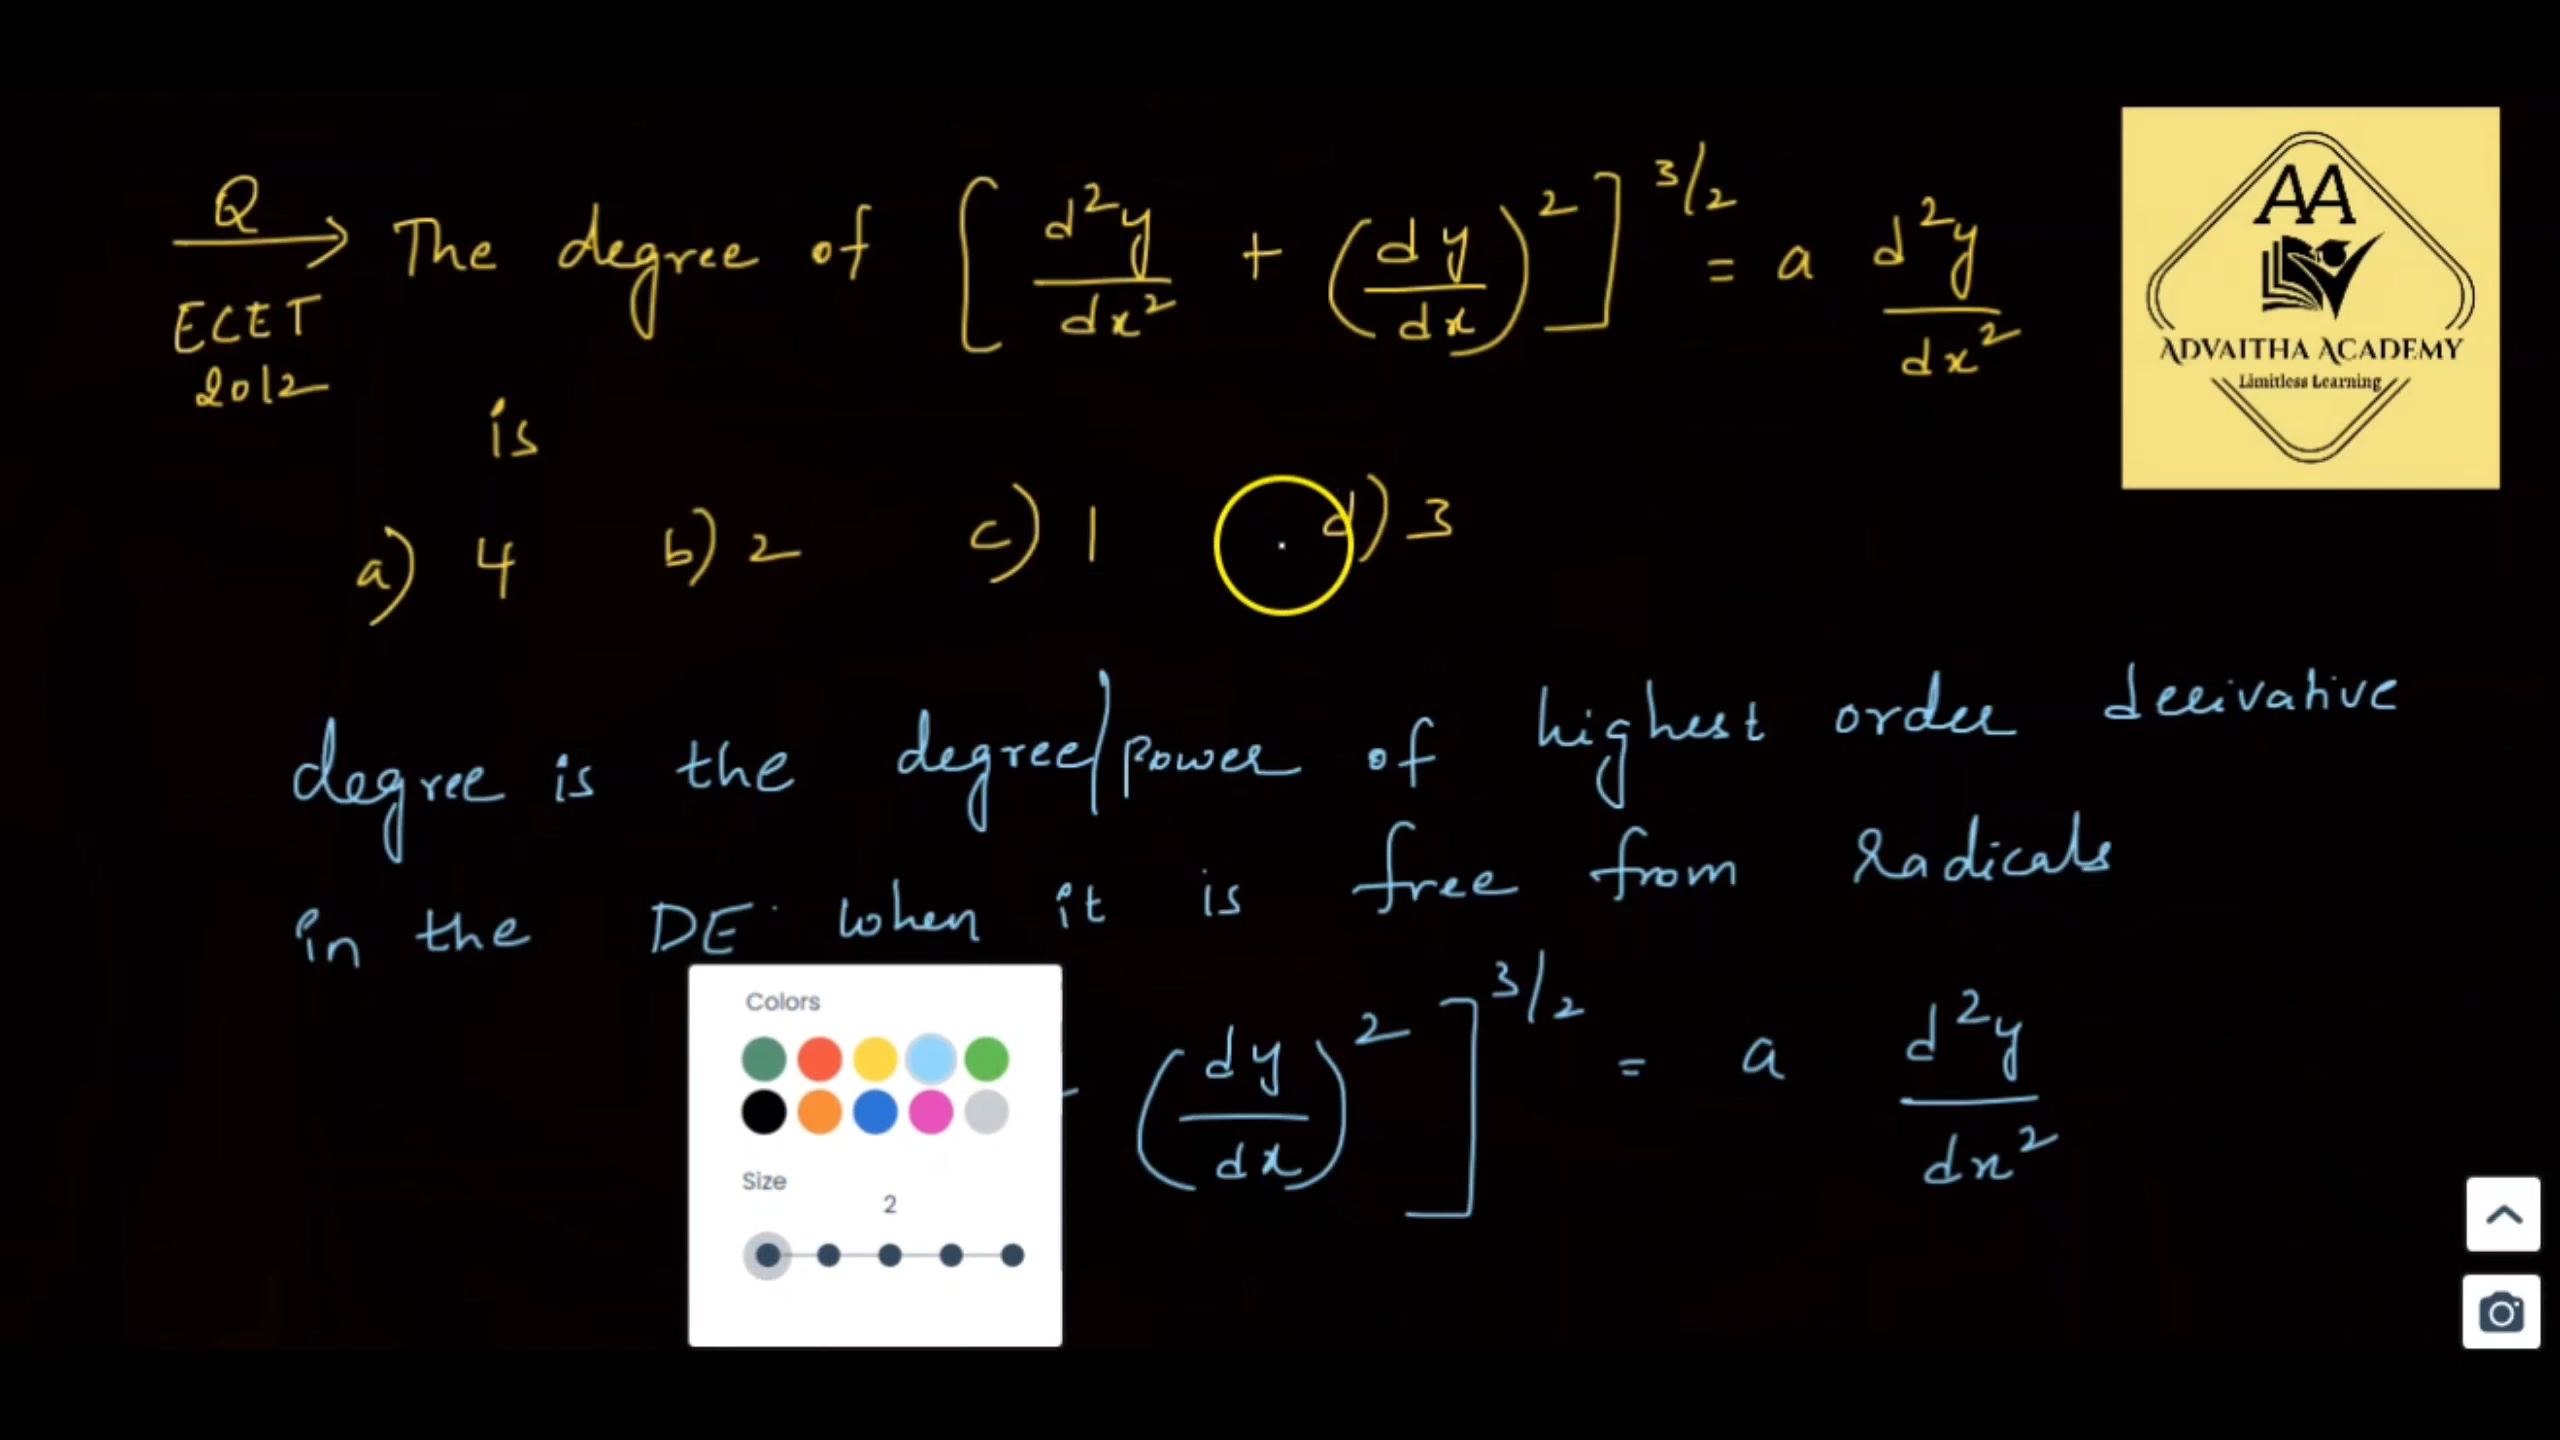 Q → The degree of [d²y/dx² + (dy/dx)²]^3/2 = a d²y/dx²
ECET
2012
is
a) 4 b) 2 c) 1 d) 3
AA
ADVAITHA ACADEMY
Limitless Learning
degree is the degree/power of highest order derivative
in the DE when it is free from radicals
(dy/dx)²]^3/2 = a d²y/dx²
Colors
Size
2